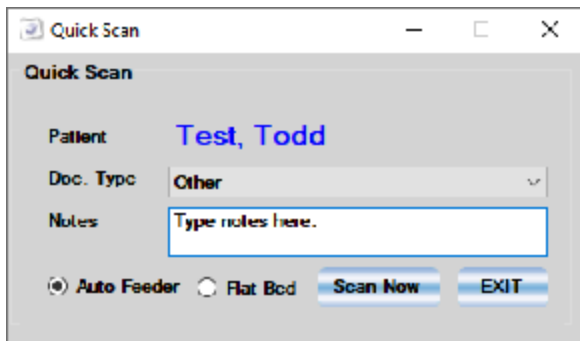 Quick Scan
Quick Scan
Patient Test, Todd
Doc. Type Other
Notes Type notes here.
Auto Feeder Flat Bed Scan Now EXIT